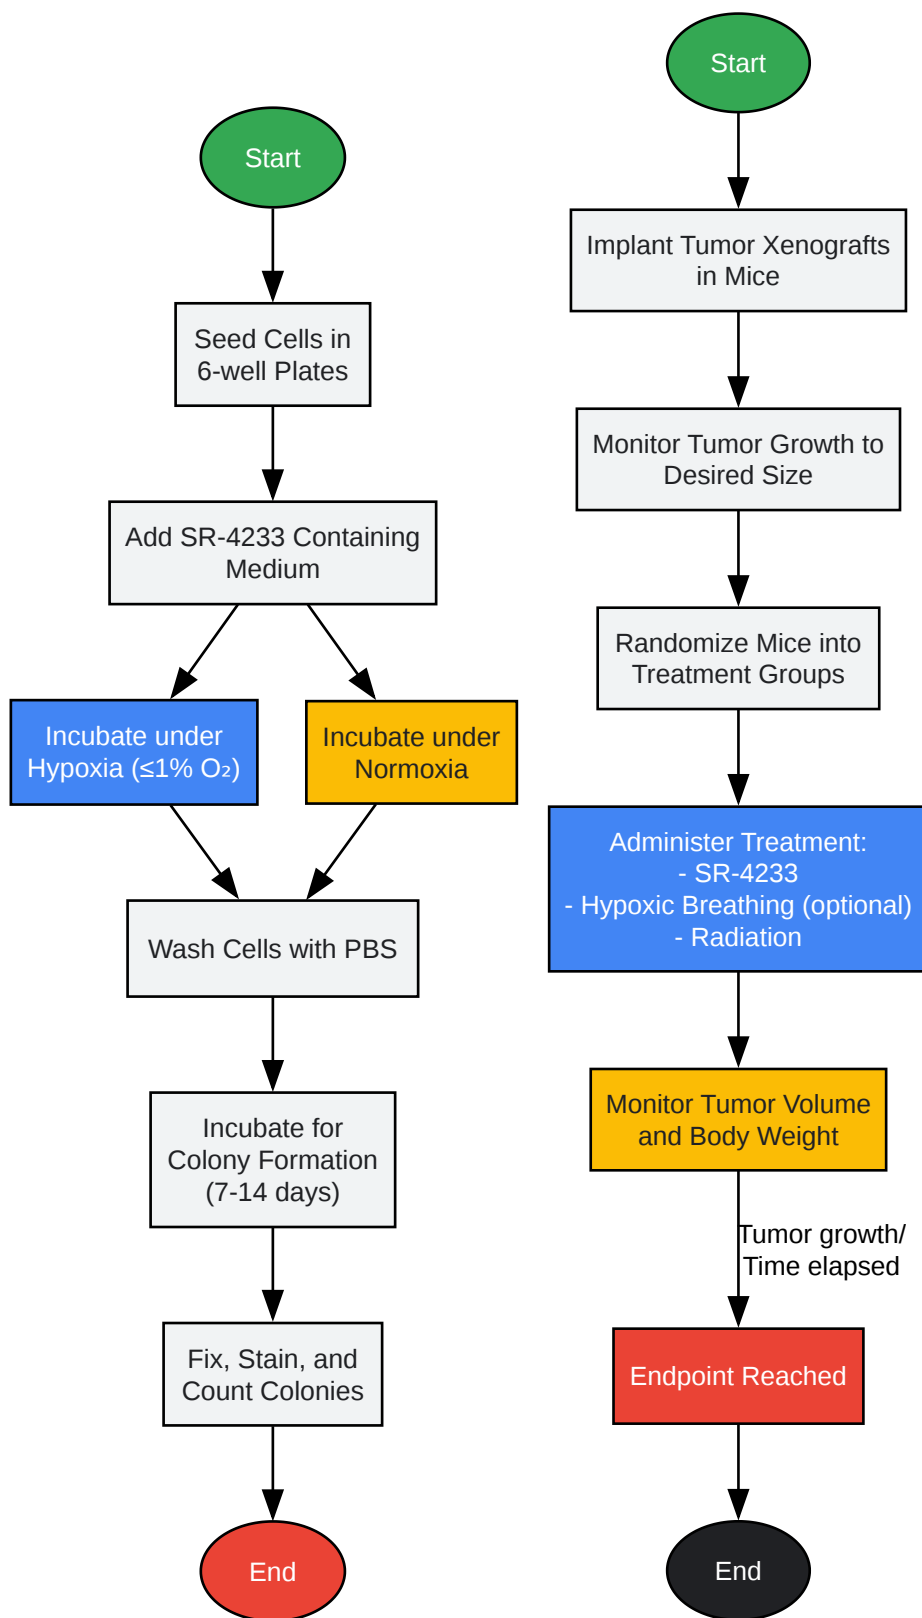 Start
Seed Cells in
6-well Plates
Add SR-4233 Containing
Medium
Incubate under
Hypoxia (≤1% O₂)
Incubate under
Normoxia
Wash Cells with PBS
Incubate for
Colony Formation
(7-14 days)
Fix, Stain, and
Count Colonies
End
Start
Implant Tumor Xenografts
in Mice
Monitor Tumor Growth to
Desired Size
Randomize Mice into
Treatment Groups
Administer Treatment:
- SR-4233
- Hypoxic Breathing (optional)
- Radiation
Monitor Tumor Volume
and Body Weight
Tumor growth/
Time elapsed
Endpoint Reached
End